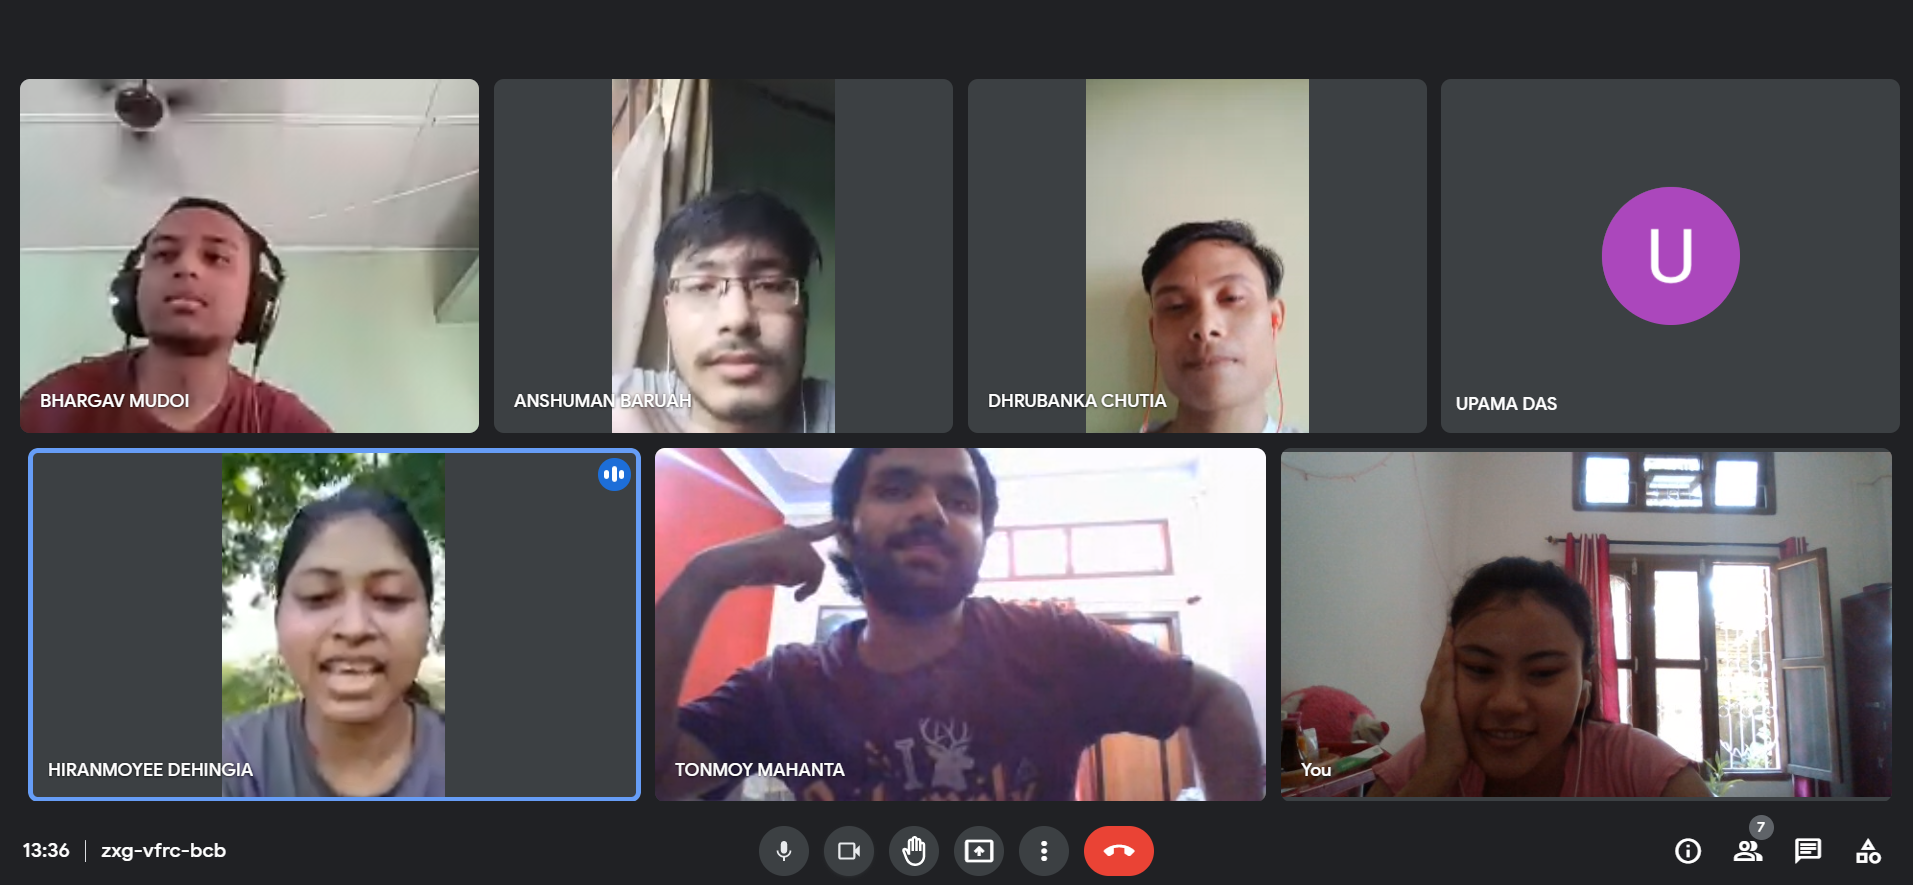 BHARGAV MUDOI
ANSHUMAN BARUAH
DHRUBANKA CHUTIA
U
UPAMA DAS
HIRANMOYEE DEHINGIA
I
TONMOY MAHANTA
You
13:36 | zxg-vfrc-bcb
7